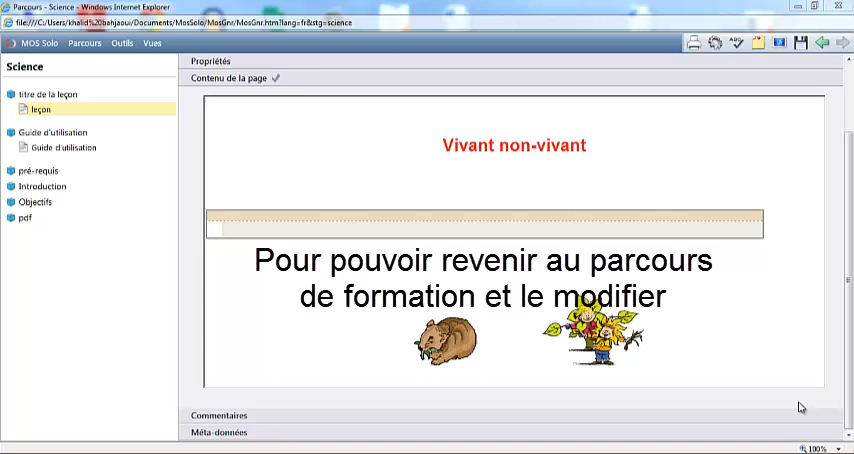 Parcours - Science - Windows Internet Explorer
file:///C:/Users/khalid%20bahjaoui/Documents/MosSolo/MosGnr/MosGnr.htm?lang=fr&stg=science
MOS Solo Parcours Outils Vues
Science
titre de la leçon
leçon
Guide d'utilisation
Guide d'utilisation
pré-requis
Introduction
Objectifs
pdf
Propriétés
Contenu de la page
Vivant non-vivant
Pour pouvoir revenir au parcours
de formation et le modifier
Commentaires
Méta-données
100%